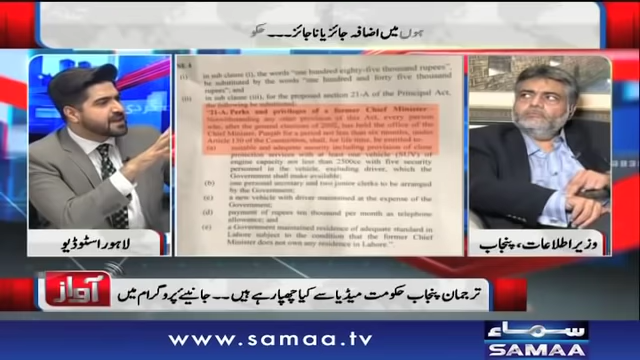 ہوں میں اضافہ جائز یا ناجائز ۔۔۔ حکو
in sub clause (i), the words "one hundred eighty-five thousand rupees",
be substituted by the words "one hundred and forty five thousand
rupees"; and
in sub clause (iii), for the proposed section 21-A of the Principal Act,
the following be substituted:
"21-A. Perks and privileges of a former Chief Minister
Notwithstanding any other provision of this Act, every person
who, after the general elections of 2002, has held the office of the
Chief Minister, Punjab for a period not less than six months, under
Article 130 of the Constitution, shall, for life time, be entitled to:
(a) suitable and adequate security including provision of
protection services with at least one vehicle
engine capacity not less than 2500cc with five security
personnel in the vehicle, excluding driver, which the
Government shall make available;
(b) one personal secretary and two junior clerks to be arranged
by the Government;
(c) a new vehicle with driver maintained at the expense of the
Government;
(d) payment of rupees ten thousand per month as telephone
allowance; and
(e) a Government maintained residence of adequate standard in
Lahore subject to the condition that the former Chief
Minister does not own any residence in Lahore".
لاہور اسٹوڈیو
وزیر اطلاعات، پنجاب
آواز
ترجمان پنجاب حکومت میڈیا سے کیا چھپا رہے ہیں ۔۔ جانیئے پروگرام میں
www.samaa.tv
سماء
SAMAA